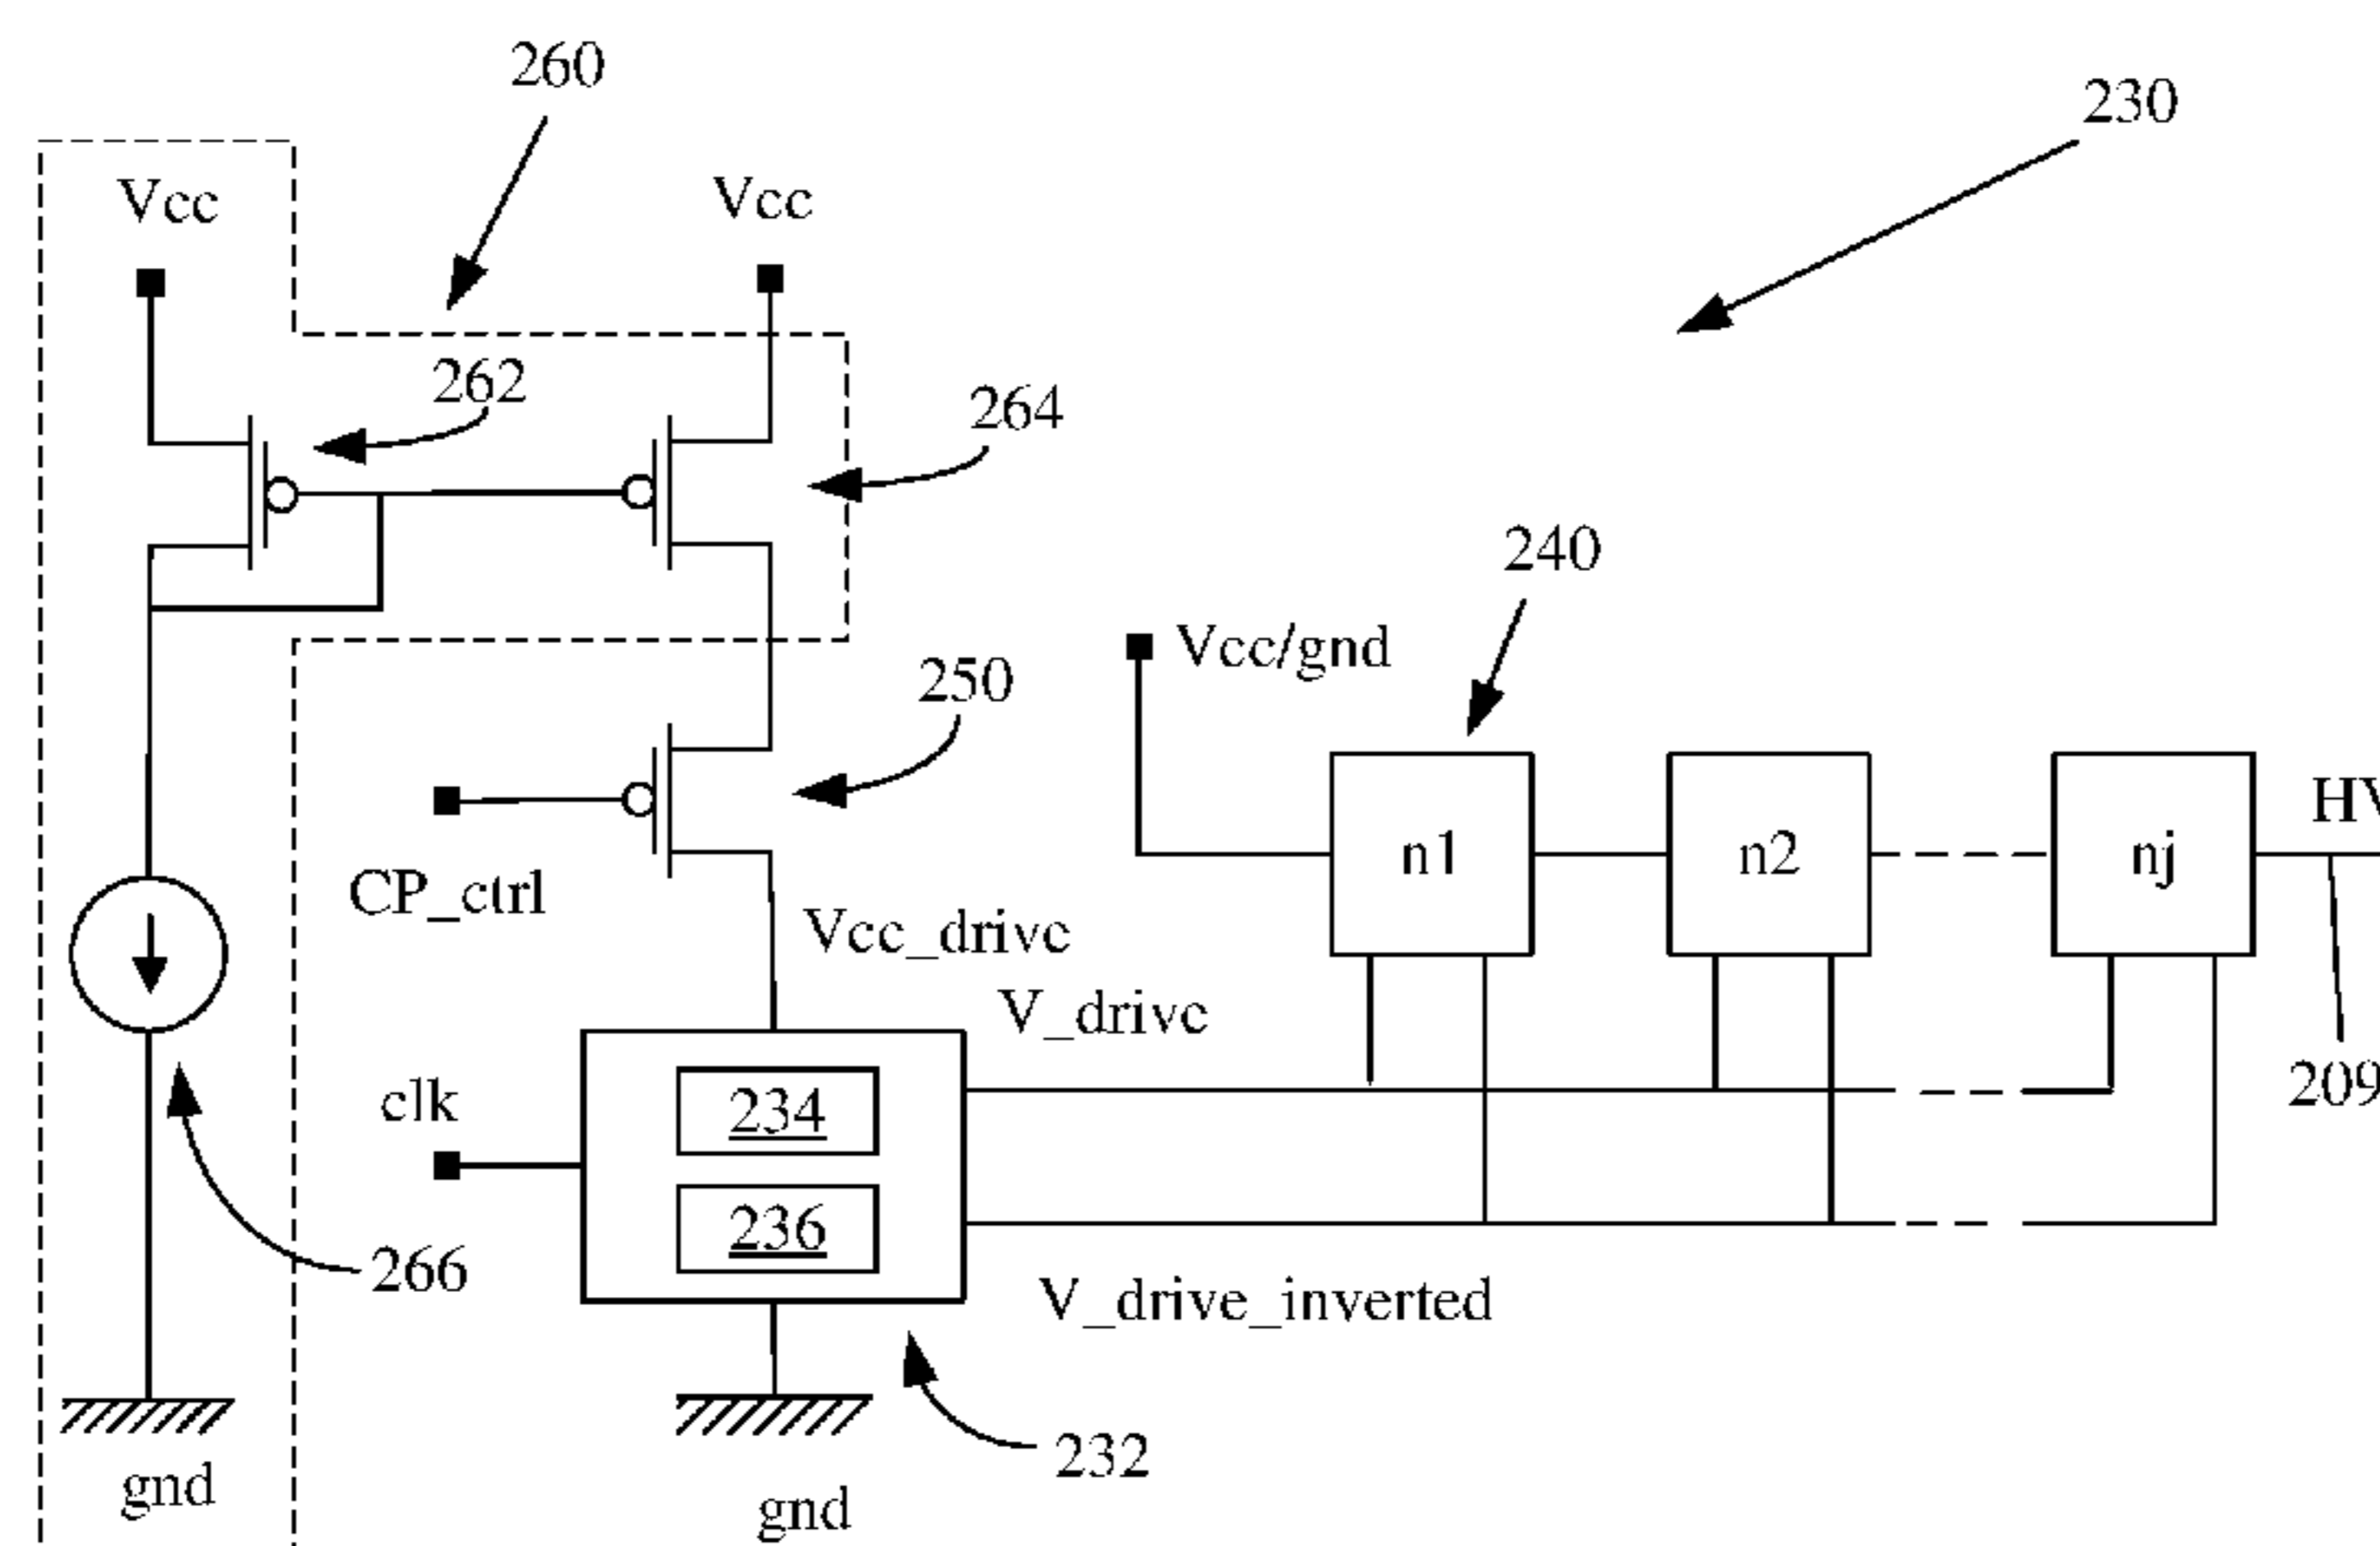 260
230
Vcc
Vcc
262
264
240
Vcc/gnd
250
n1
n2
nj
HV
CP_ctrl
Vcc_drive
V_drive
209
clk
234
236
266
V_drive_inverted
232
gnd
gnd